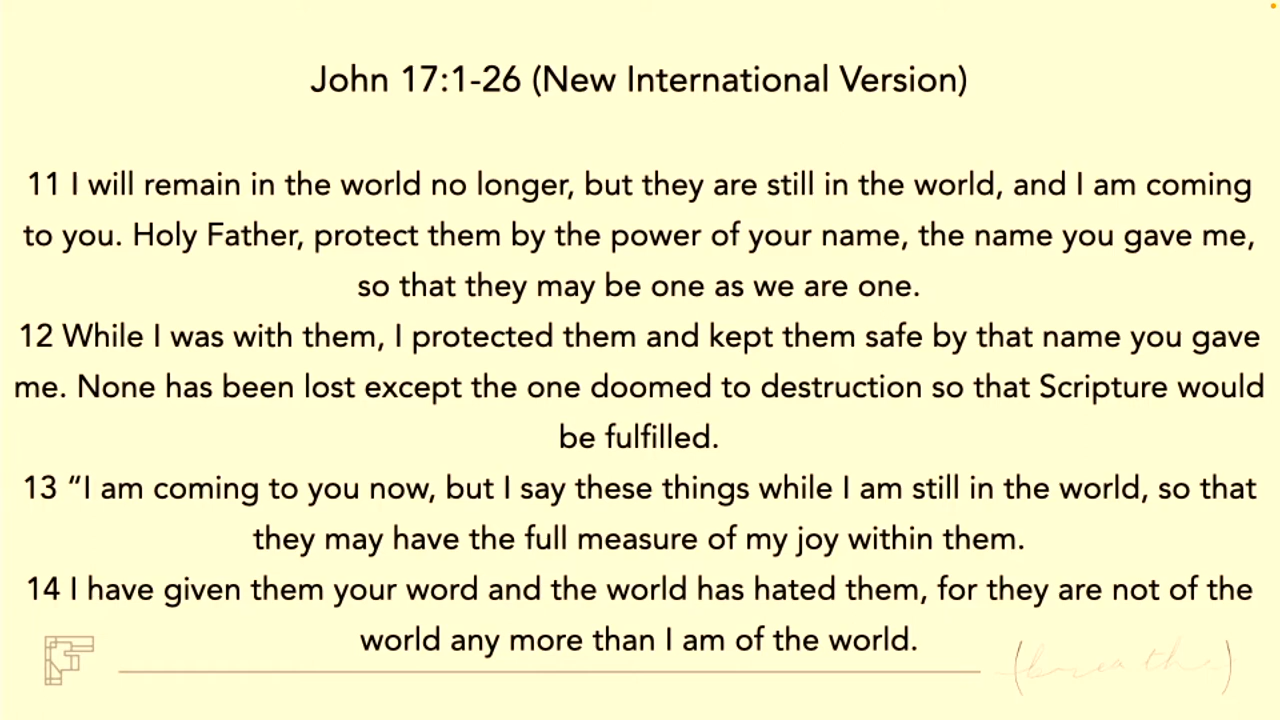 John 17:1-26 (New International Version)
11 I will remain in the world no longer, but they are still in the world, and I am coming
to you. Holy Father, protect them by the power of your name, the name you gave me,
so that they may be one as we are one.
12 While I was with them, I protected them and kept them safe by that name you gave
me. None has been lost except the one doomed to destruction so that Scripture would
be fulfilled.
13 “I am coming to you now, but I say these things while I am still in the world, so that
they may have the full measure of my joy within them.
14 I have given them your word and the world has hated them, for they are not of the
world any more than I am of the world.
(breathe)